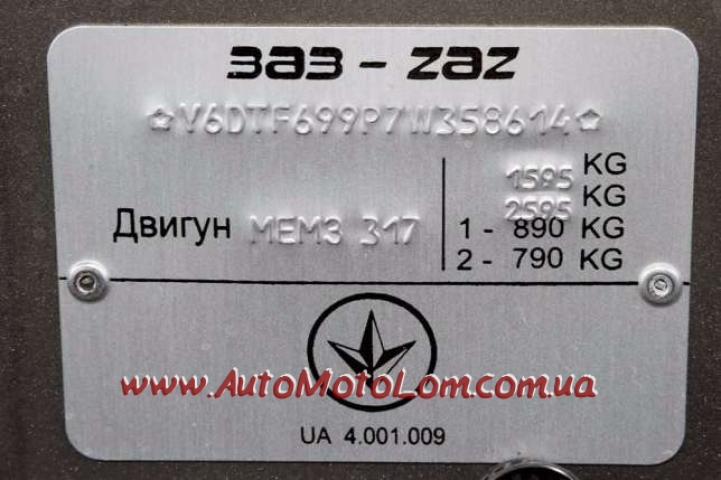 ЗАЗ - ZAZ
☆V6DTF699P7W358614☆
1595 KG
2595 KG
Двигун МЕМЗ 317
1 - 890 KG
2 - 790 KG
www.AutoMotoLom.com.ua
UA 4.001.009